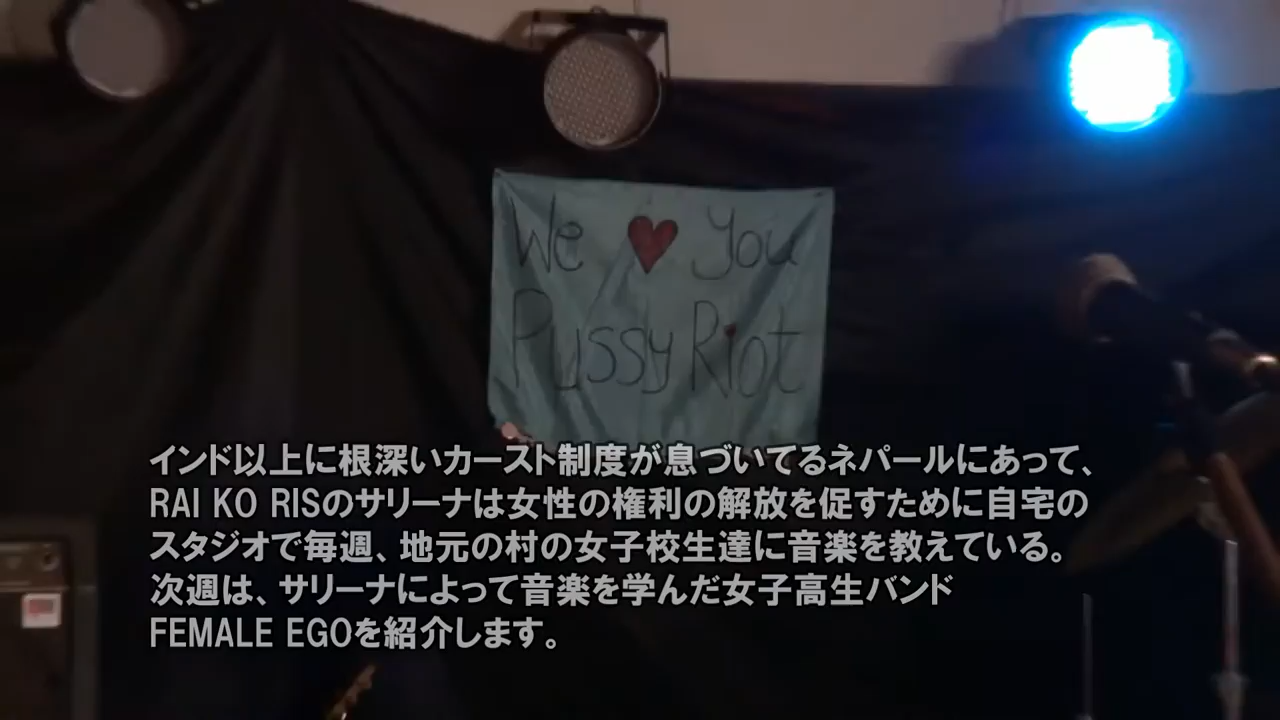 We ♥ You
Pussy Riot
インド以上に根深いカースト制度が息づいてるネパールにあって、
RAI KO RISのサリーナは女性の権利の解放を促すために自宅の
スタジオで毎週、地元の村の女子校生達に音楽を教えている。
次週は、サリーナによって音楽を学んだ女子高生バンド
FEMALE EGOを紹介します。